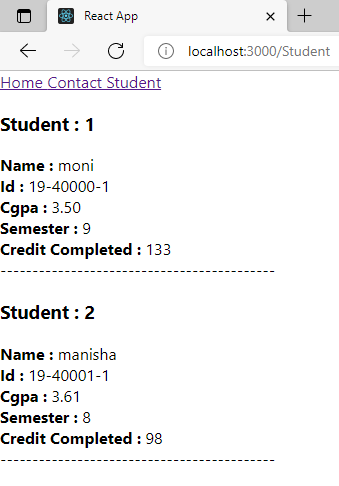 React App
localhost:3000/Student
Home Contact Student
Student : 1
Name : moni
Id : 19-40000-1
Cgpa : 3.50
Semester : 9
Credit Completed : 133
--------------------------------------------
Student : 2
Name : manisha
Id : 19-40001-1
Cgpa : 3.61
Semester : 8
Credit Completed : 98
--------------------------------------------